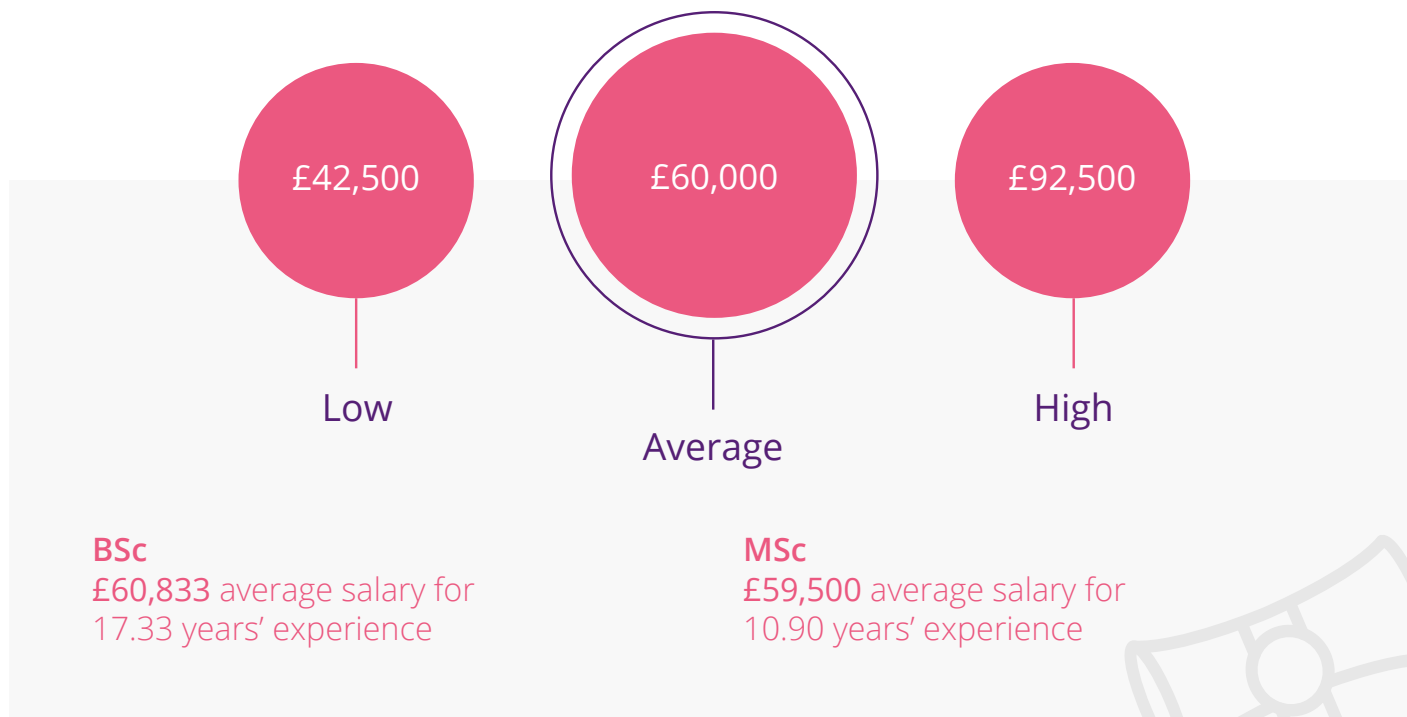 £42,500
£60,000
£92,500
Low
Average
High
BSc
£60,833 average salary for
17.33 years’ experience
MSc
£59,500 average salary for
10.90 years’ experience